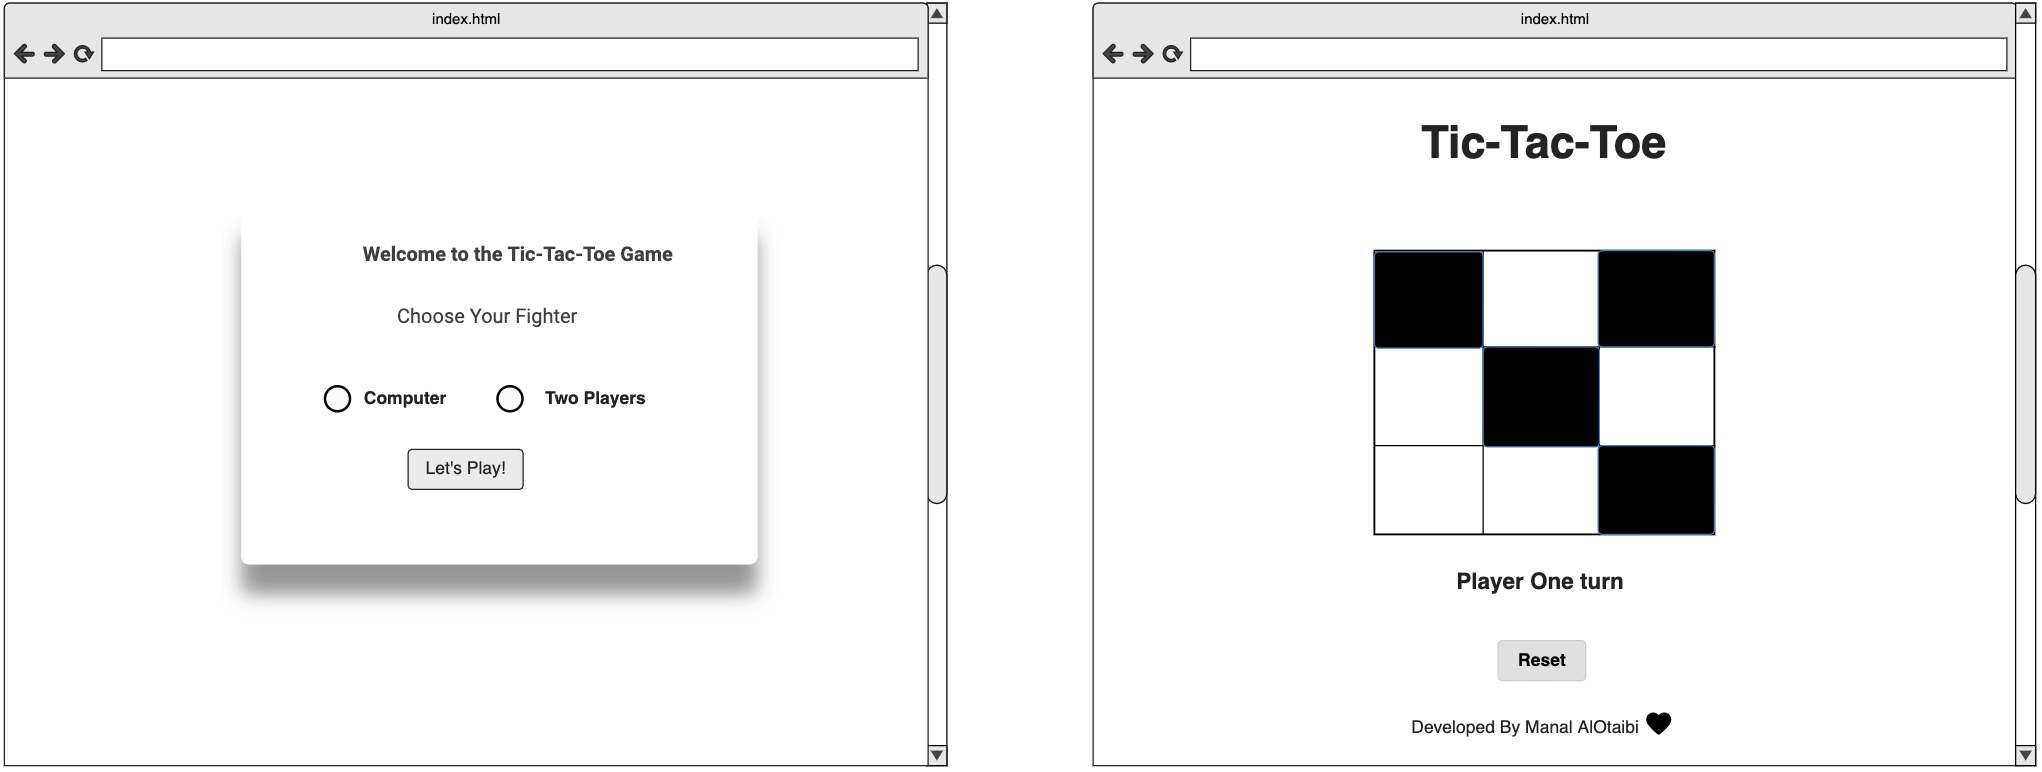 index.html
Welcome to the Tic-Tac-Toe Game
Choose Your Fighter
Computer Two Players
Let's Play!
index.html
Tic-Tac-Toe
Player One turn
Reset
Developed By Manal AlOtaibi